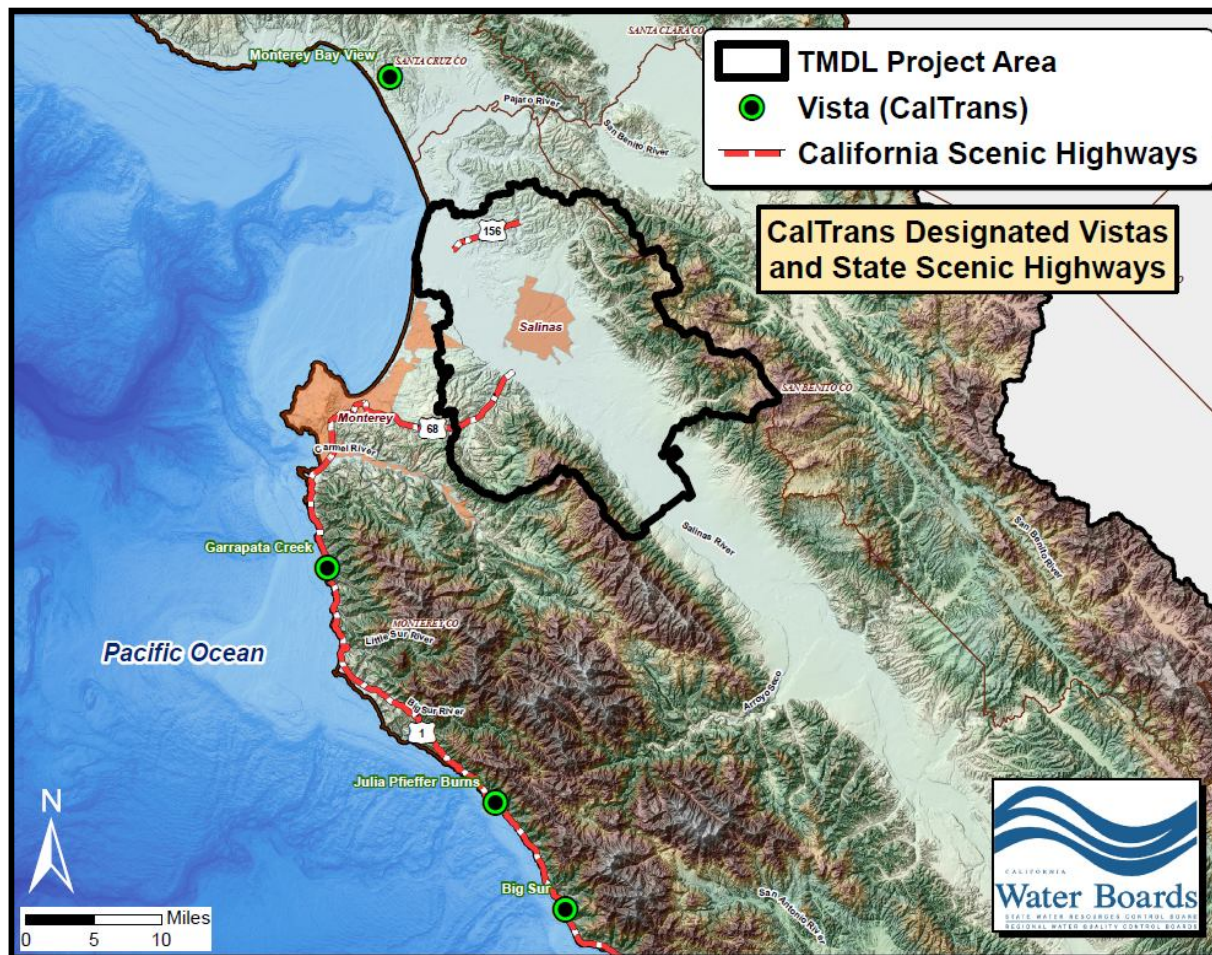 Monterey Bay View
SANTA CRUZ CO
SANTA CLARA CO
TMDL Project Area
Vista (CalTrans)
California Scenic Highways
CalTrans Designated Vistas
and State Scenic Highways
Pajaro River
San Benito River
156
Salinas
SAN BENITO CO
Monterey
68
Carmel River
Salinas River
San Benito River
Garrapata Creek
MONTEREY CO
Little Sur River
Pacific Ocean
Arroyo Seco
Big Sur River
1
Julia Pfieffer Burns
Big Sur
San Antonio River
N
Miles
0 5 10
CALIFORNIA
Water Boards
STATE WATER RESOURCES CONTROL BOARD
REGIONAL WATER QUALITY CONTROL BOARDS